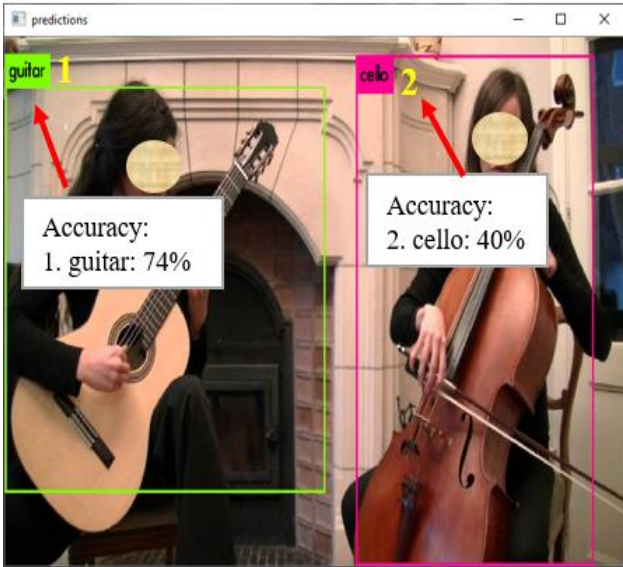 predictions
guitar 1
cello 2
Accuracy:
1. guitar: 74%
Accuracy:
2. cello: 40%